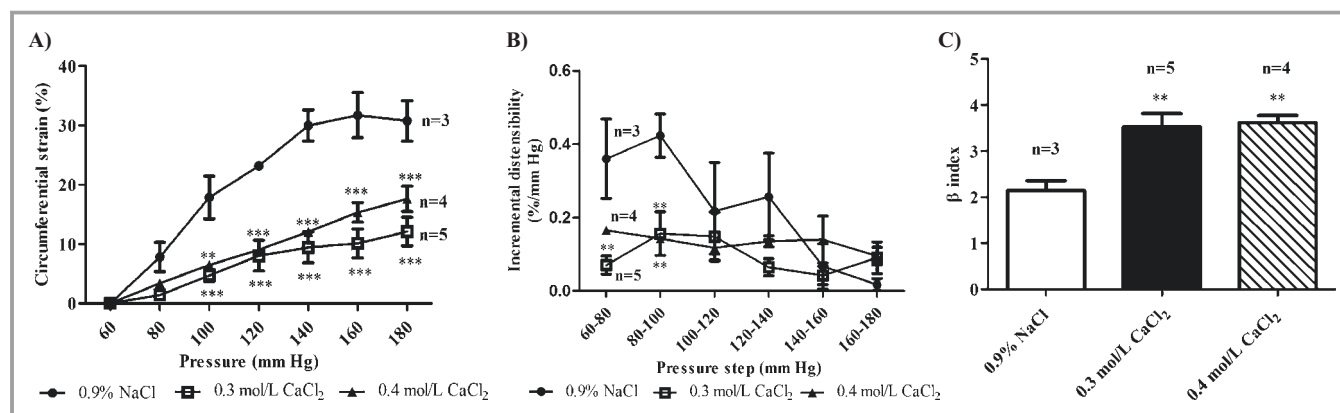 A)
Circumferential strain (%)
40
30
20
10
0
60
80
100
120
140
160
180
Pressure (mm Hg)
n=3
n=4
n=5
**
***
***
***
***
***
***
***
***
***
0.9% NaCl
0.3 mol/L CaCl₂
0.4 mol/L CaCl₂
B)
Incremental distensibility
(%/mm Hg)
0.6
0.4
0.2
0.0
60-80
80-100
100-120
120-140
140-160
160-180
Pressure step (mm Hg)
n=3
n=4
n=5
**
**
**
0.9% NaCl
0.3 mol/L CaCl₂
0.4 mol/L CaCl₂
C)
β index
5
4
3
2
1
0
n=3
n=5
**
n=4
**
0.9% NaCl
0.3 mol/L CaCl₂
0.4 mol/L CaCl₂